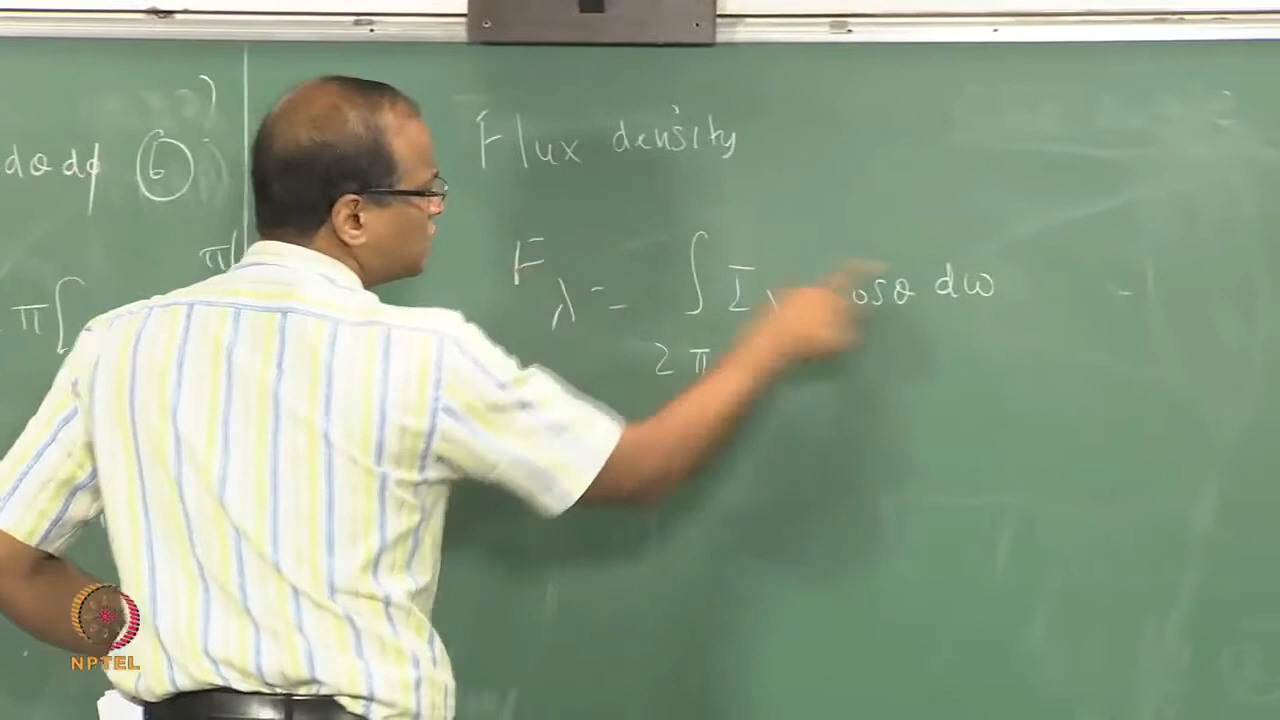 dθ dϕ (6)
π
π∫
Flux density
F_λ = ∫ I_λ cosθ dω
2π
NPTEL